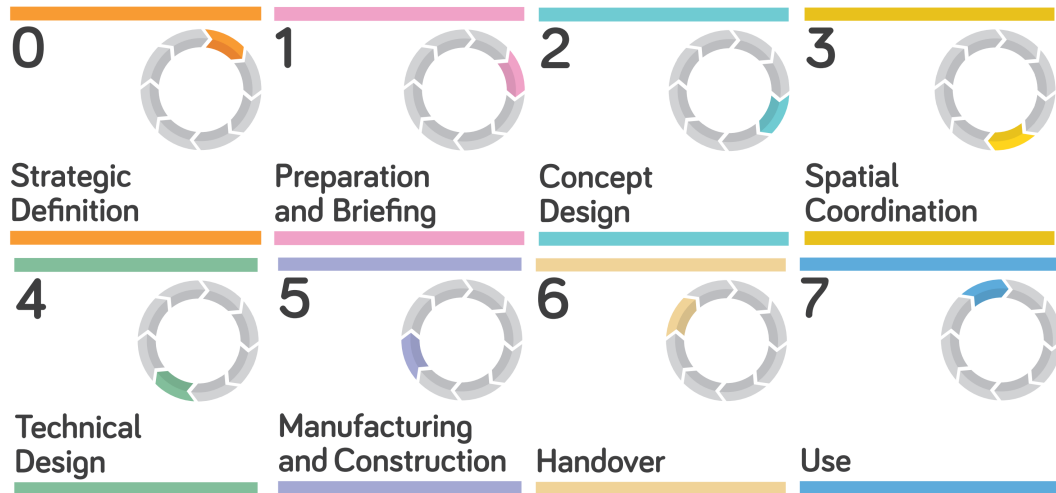 0
Strategic
Definition
1
Preparation
and Briefing
2
Concept
Design
3
Spatial
Coordination
4
Technical
Design
5
Manufacturing
and Construction
6
Handover
7
Use